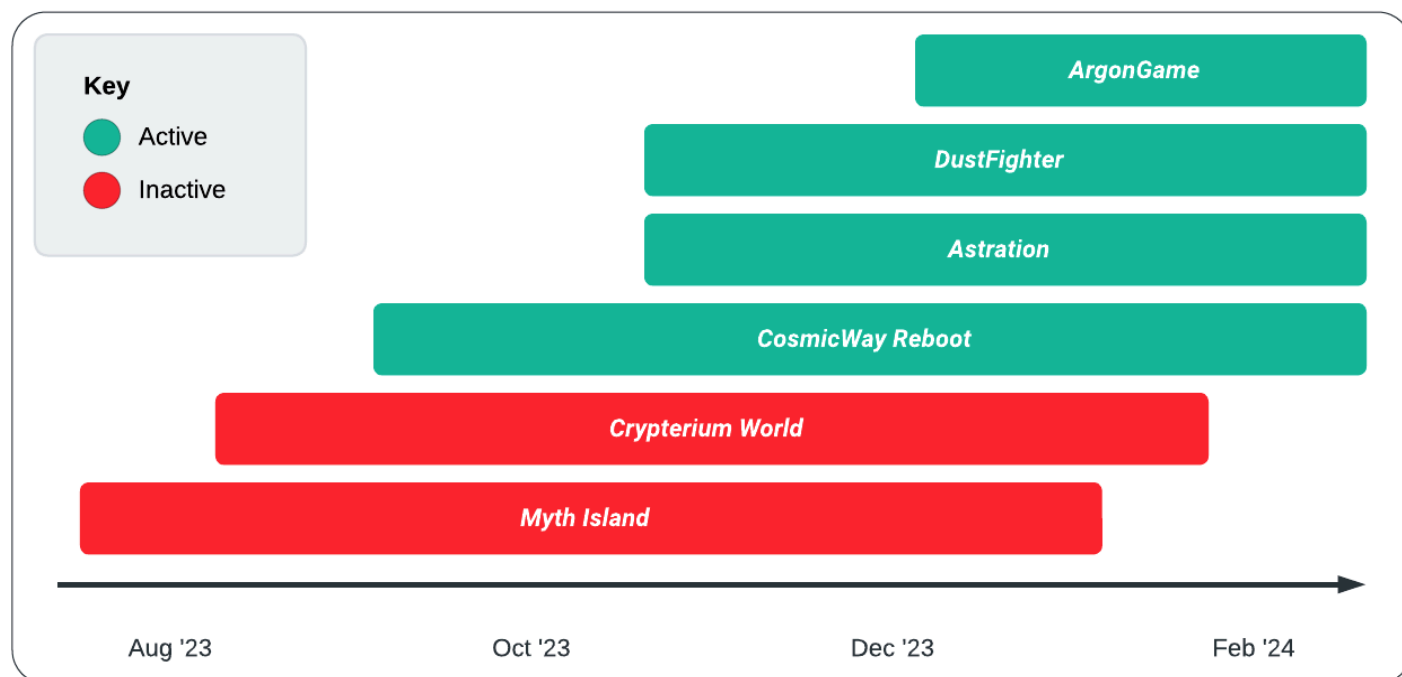 Key
Active
Inactive
ArgonGame
DustFighter
Astration
CosmicWay Reboot
Crypterium World
Myth Island
Aug '23 Oct '23 Dec '23 Feb '24